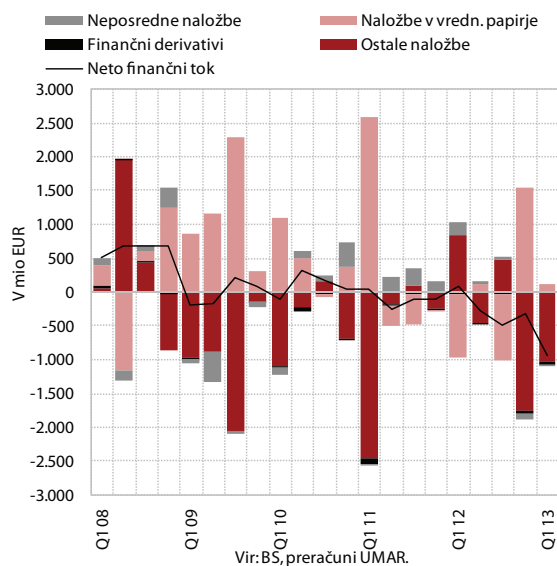 Neposredne naložbe
Naložbe v vredn. papirje
Finančni derivativi
Ostale naložbe
Neto finančni tok
V mio EUR
3.000
2.500
2.000
1.500
1.000
500
0
-500
-1.000
-1.500
-2.000
-2.500
-3.000
Q1 08
Q1 09
Q1 10
Q1 11
Q1 12
Q1 13
Vir: BS, preračuni UMAR.